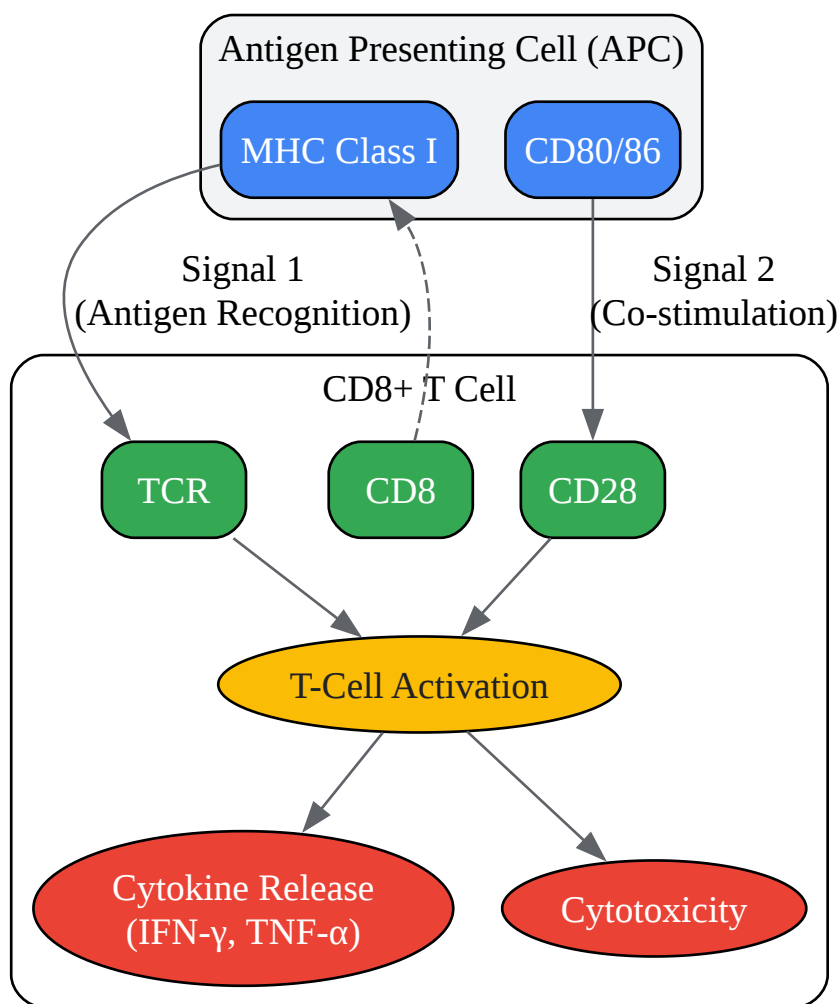 Antigen Presenting Cell (APC)
MHC Class I
CD80/86
Signal 1
(Antigen Recognition)
Signal 2
(Co-stimulation)
CD8+ T Cell
TCR
CD8
CD28
T-Cell Activation
Cytokine Release
(IFN-γ, TNF-α)
Cytotoxicity